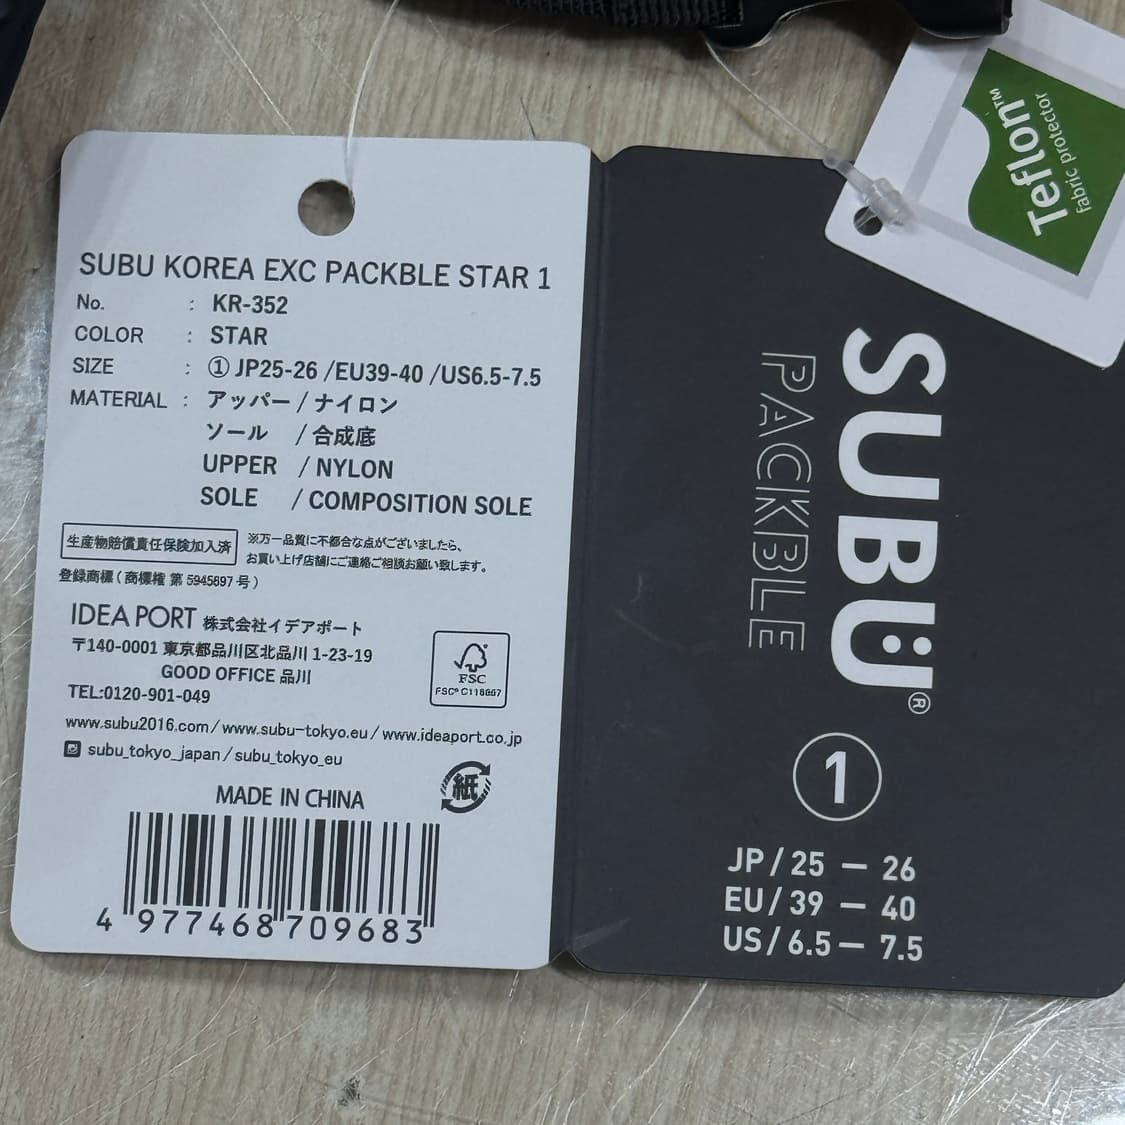 SUBU KOREA EXC PACKBLE STAR 1
No. : KR-352
COLOR : STAR
SIZE : ① JP25-26 /EU39-40 /US6.5-7.5
MATERIAL : アッパー / ナイロン
ソール / 合成底
UPPER / NYLON
SOLE / COMPOSITION SOLE
生産物賠償責任保険加入済
※万一品質に不都合な点がございましたら、
お買い上げ店舗にご連絡ご相談お願い致します。
登録商標 ( 商標権 第 5945897 号 )
IDEA PORT 株式会社イデアポート
〒140-0001 東京都品川区北品川 1-23-19
GOOD OFFICE 品川
TEL:0120-901-049
FSC
FSC® C118667
www.subu2016.com / www.subu-tokyo.eu / www.ideaport.co.jp
subu_tokyo_japan / subu_tokyo_eu
紙
MADE IN CHINA
4 977468 709683
SUBU®
PACKBLE
1
JP / 25 — 26
EU / 39 — 40
US / 6.5 — 7.5
Teflon™
fabric protector